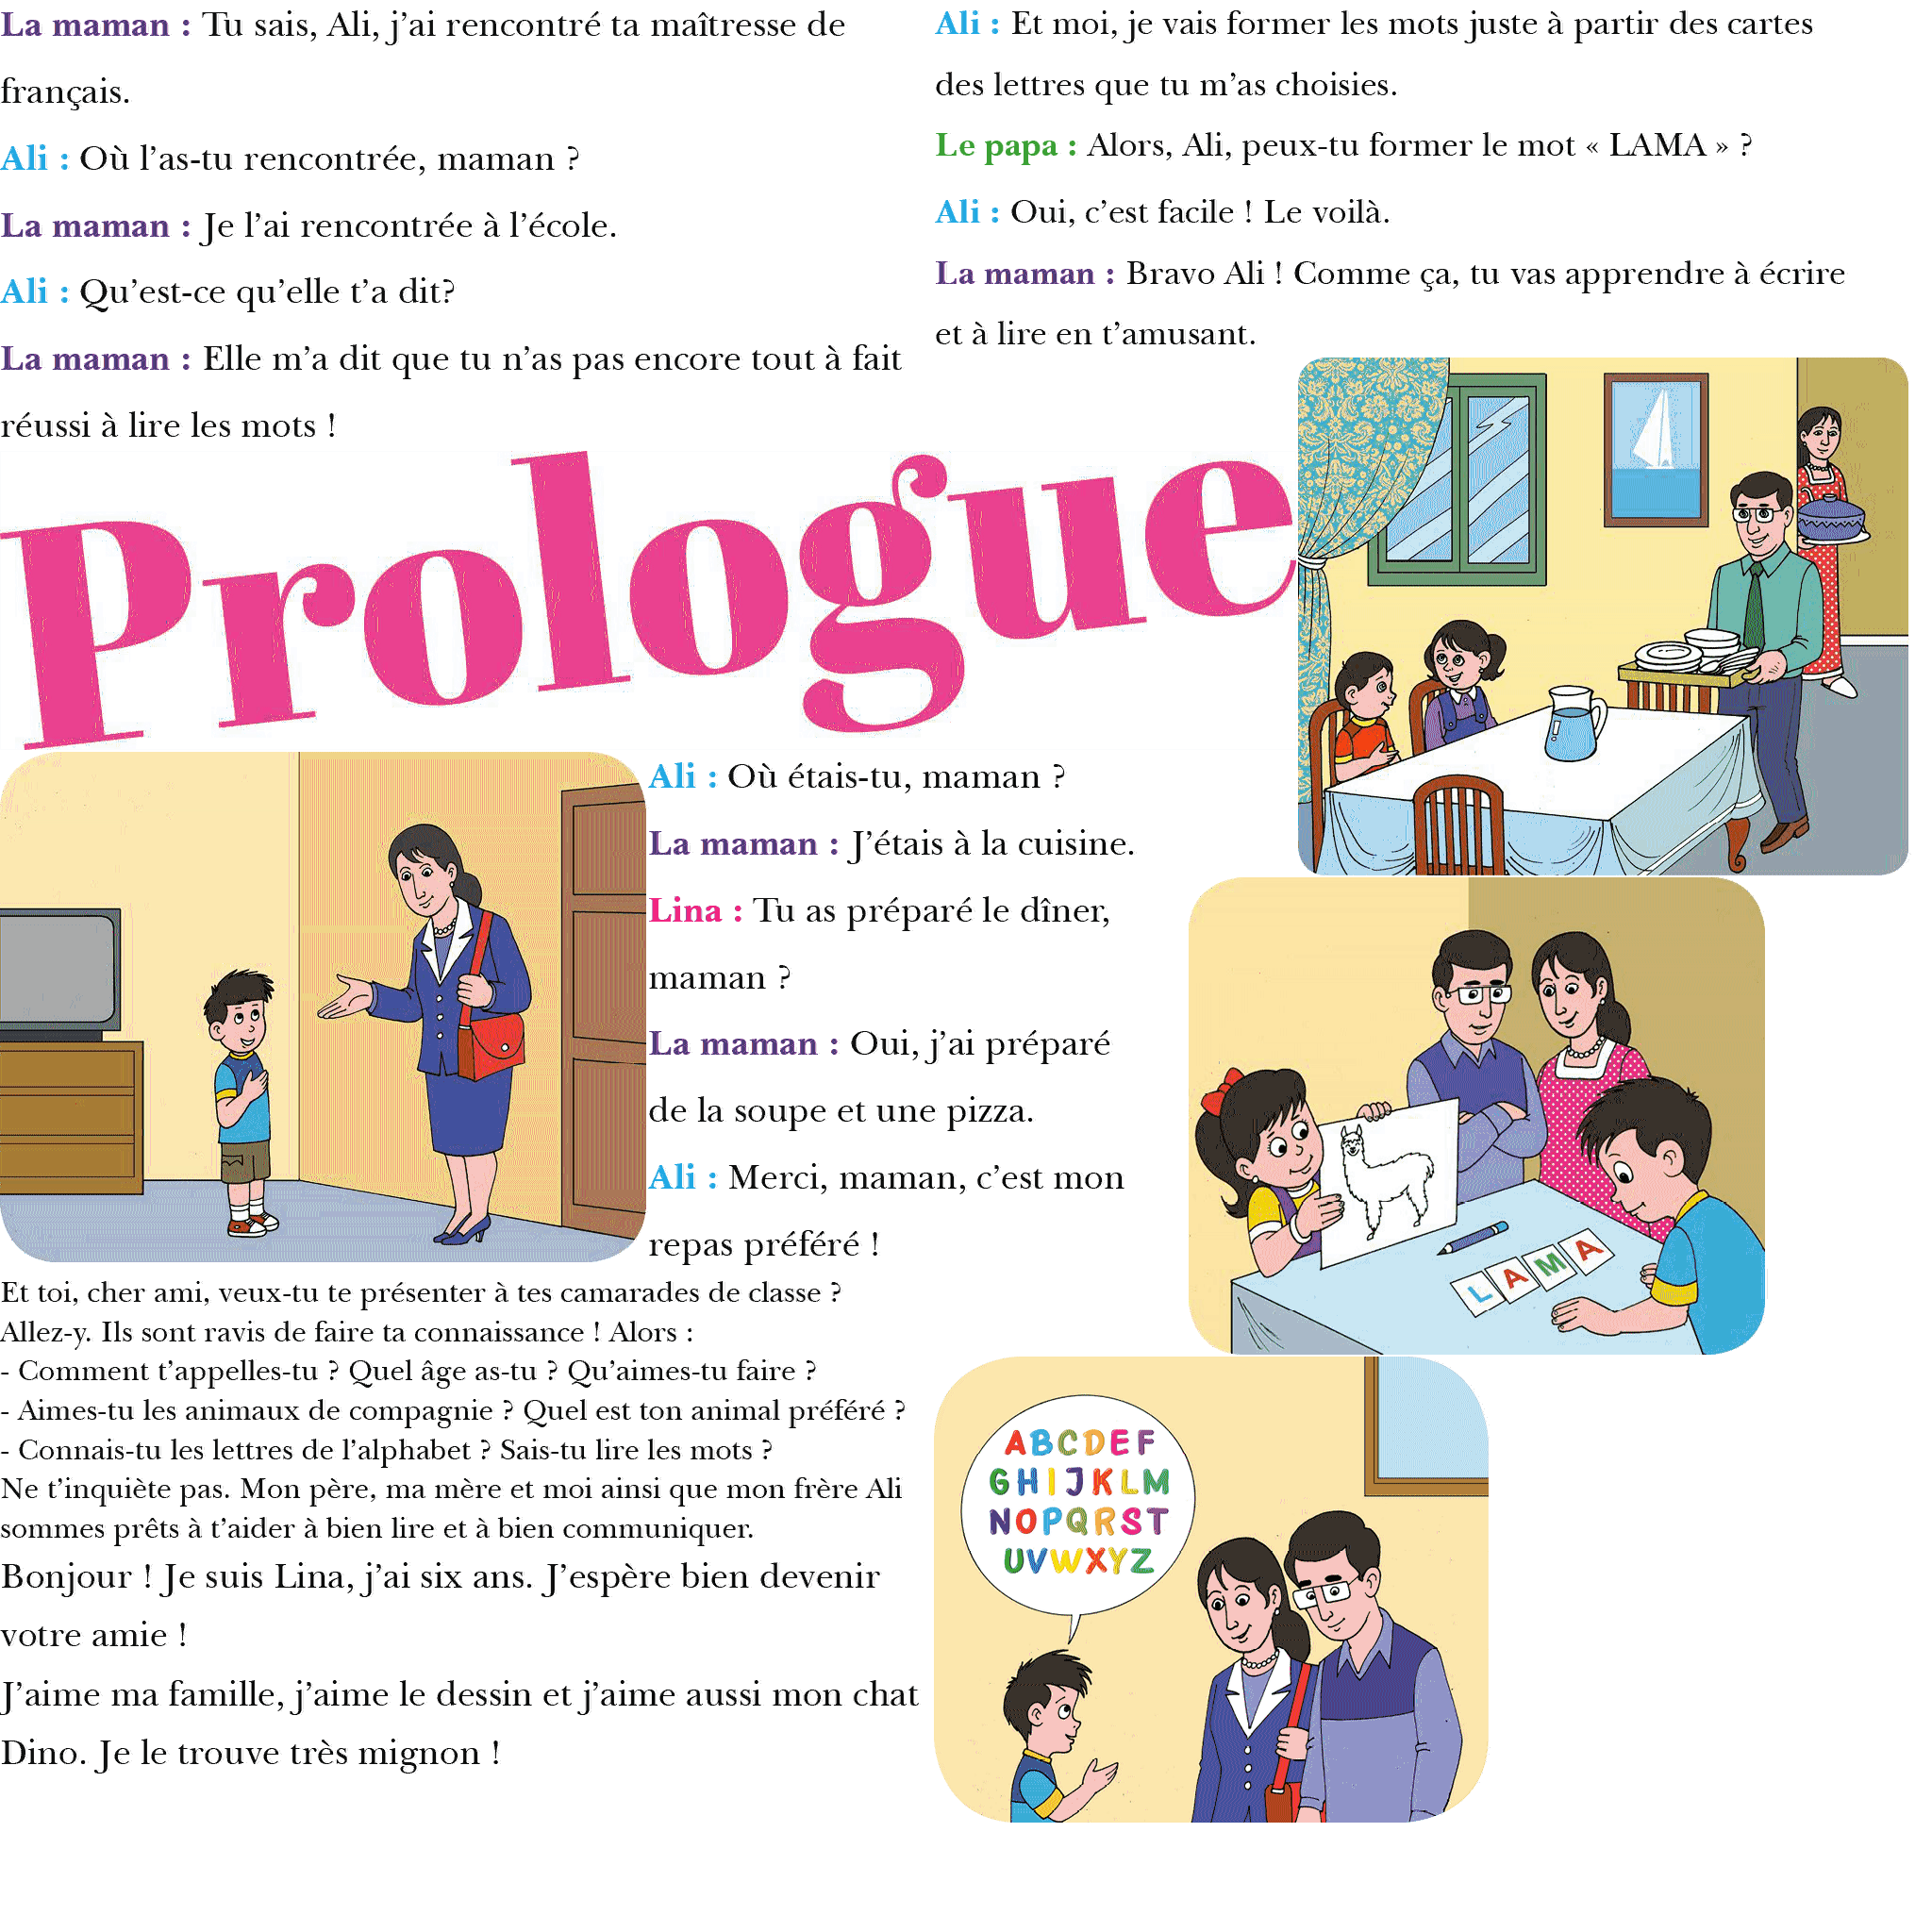 La maman : Tu sais, Ali, j’ai rencontré ta maîtresse de
français.
Ali : Où l’as-tu rencontrée, maman ?
La maman : Je l’ai rencontrée à l’école.
Ali : Qu’est-ce qu’elle t’a dit?
La maman : Elle m’a dit que tu n’as pas encore tout à fait
réussi à lire les mots !
Ali : Et moi, je vais former les mots juste à partir des cartes
des lettres que tu m’as choisies.
Le papa : Alors, Ali, peux-tu former le mot « LAMA » ?
Ali : Oui, c’est facile ! Le voilà.
La maman : Bravo Ali ! Comme ça, tu vas apprendre à écrire
et à lire en t’amusant.
Prologue
Ali : Où étais-tu, maman ?
La maman : J’étais à la cuisine.
Lina : Tu as préparé le dîner,
maman ?
La maman : Oui, j’ai préparé
de la soupe et une pizza.
Ali : Merci, maman, c’est mon
repas préféré !
LAMA
Et toi, cher ami, veux-tu te présenter à tes camarades de classe ?
Allez-y. Ils sont ravis de faire ta connaissance ! Alors :
- Comment t’appelles-tu ? Quel âge as-tu ? Qu’aimes-tu faire ?
- Aimes-tu les animaux de compagnie ? Quel est ton animal préféré ?
- Connais-tu les lettres de l’alphabet ? Sais-tu lire les mots ?
Ne t’inquiète pas. Mon père, ma mère et moi ainsi que mon frère Ali
sommes prêts à t’aider à bien lire et à bien communiquer.
Bonjour ! Je suis Lina, j’ai six ans. J’espère bien devenir
votre amie !
J’aime ma famille, j’aime le dessin et j’aime aussi mon chat
Dino. Je le trouve très mignon !
ABCDEF
GHIJKLM
NOPQRST
UVWXYZ